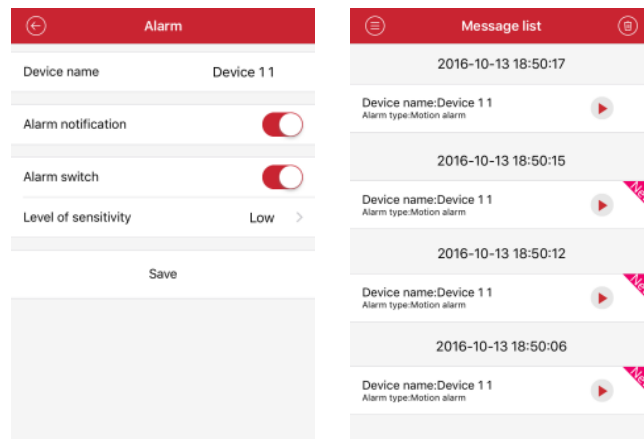 Alarm
Device name Device 1 1
Alarm notification
Alarm switch
Level of sensitivity Low
Save
Message list
2016-10-13 18:50:17
Device name:Device 1 1
Alarm type:Motion alarm
2016-10-13 18:50:15
New
Device name:Device 1 1
Alarm type:Motion alarm
2016-10-13 18:50:12
New
Device name:Device 1 1
Alarm type:Motion alarm
2016-10-13 18:50:06
New
Device name:Device 1 1
Alarm type:Motion alarm